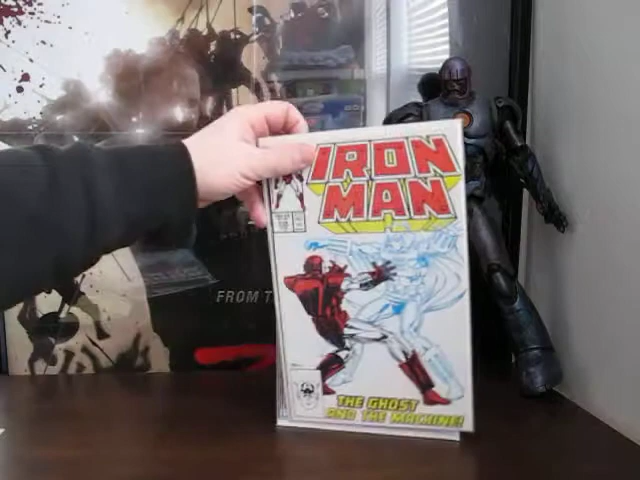 IRON
MAN
THE GHOST
AND THE MACHINE!
FROM T